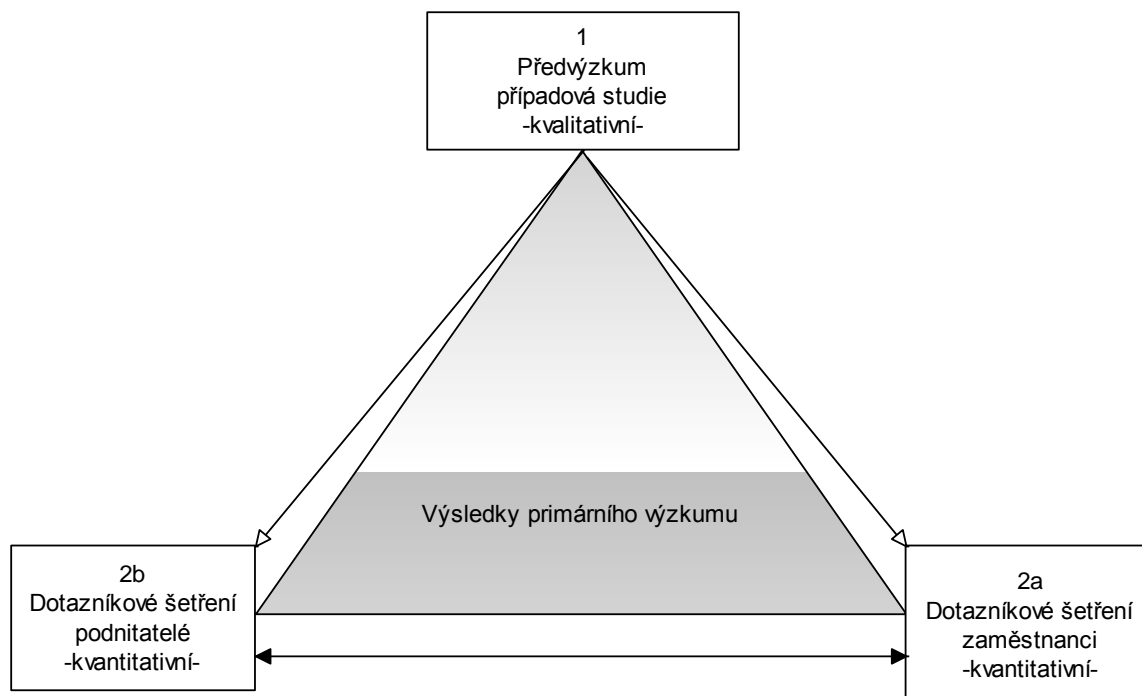 1
Předvýzkum
případová studie
-kvalitativní-
Výsledky primárního výzkumu
2b
Dotazníkové šetření
podnitatelé
-kvantitativní-
2a
Dotazníkové šetření
zaměstnanci
-kvantitativní-